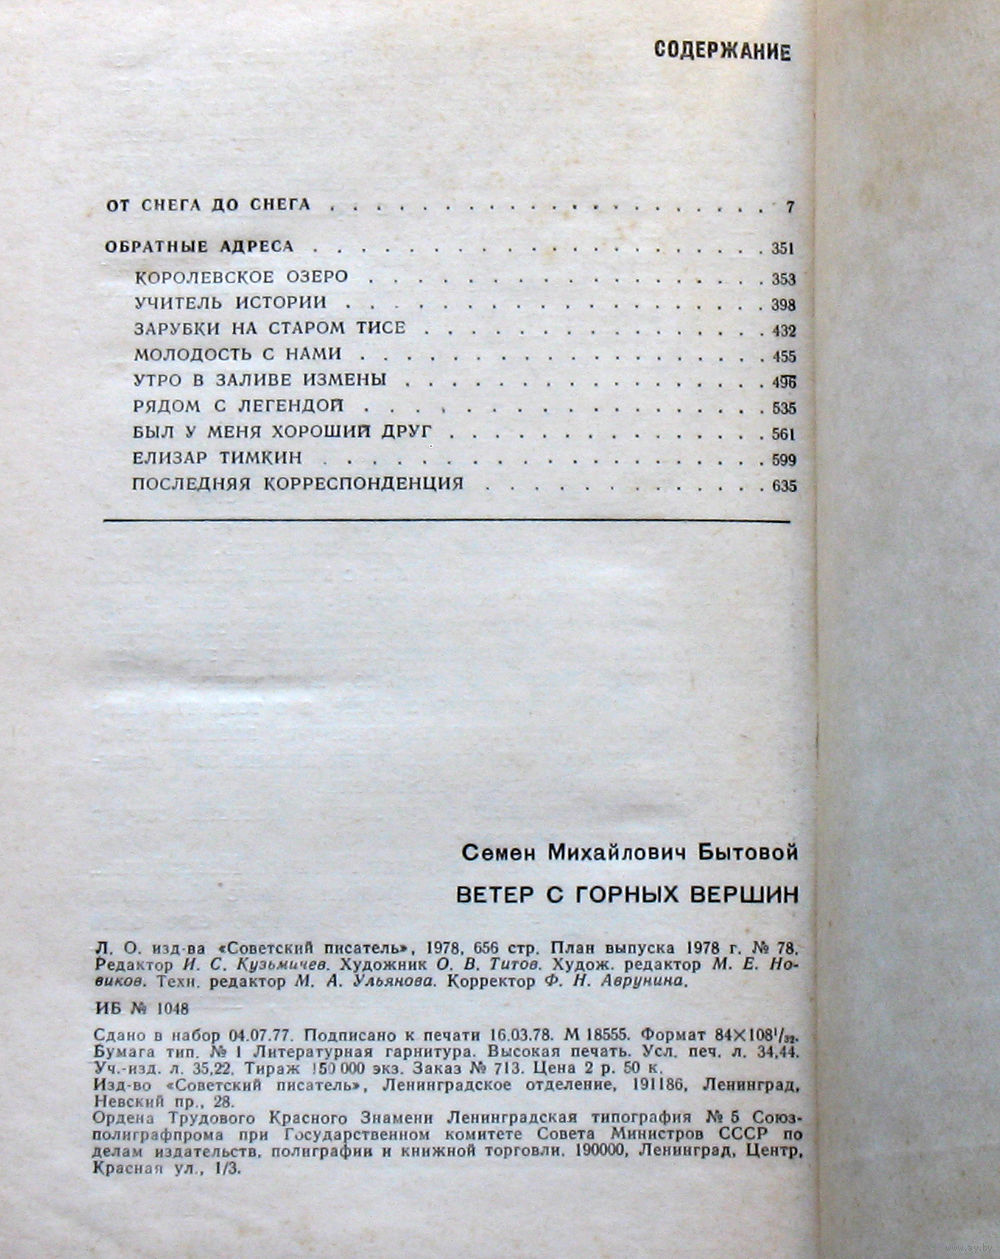 СОДЕРЖАНИЕ
ОТ СНЕГА ДО СНЕГА . . . . . . . . . . . . . . . . . . . . 7
ОБРАТНЫЕ АДРЕСА . . . . . . . . . . . . . . . . . . . . 351
КОРОЛЕВСКОЕ ОЗЕРО . . . . . . . . . . . . . . . . . . 353
УЧИТЕЛЬ ИСТОРИИ . . . . . . . . . . . . . . . . . . . 398
ЗАРУБКИ НА СТАРОМ ТИСЕ . . . . . . . . . . . . . . . 432
МОЛОДОСТЬ С НАМИ . . . . . . . . . . . . . . . . . . 455
УТРО В ЗАЛИВЕ ИЗМЕНЫ . . . . . . . . . . . . . . . . 496
РЯДОМ С ЛЕГЕНДОЙ . . . . . . . . . . . . . . . . . . 535
БЫЛ У МЕНЯ ХОРОШИЙ ДРУГ . . . . . . . . . . . . . . 561
ЕЛИЗАР ТИМКИН . . . . . . . . . . . . . . . . . . . . 599
ПОСЛЕДНЯЯ КОРРЕСПОНДЕНЦИЯ . . . . . . . . . . . . . 635
Семен Михайлович Бытовой
ВЕТЕР С ГОРНЫХ ВЕРШИН
Л. О. изд-ва «Советский писатель», 1978, 656 стр. План выпуска 1978 г. № 78.
Редактор И. С. Кузьмичев. Художник О. В. Титов. Худож. редактор М. Е. Но-
виков. Техн. редактор М. А. Ульянова. Корректор Ф. Н. Аврунина.
ИБ № 1048
Сдано в набор 04.07.77. Подписано к печати 16.03.78. М 18555. Формат 84×108¹/₃₂.
Бумага тип. № 1 Литературная гарнитура. Высокая печать. Усл. печ. л. 34,44.
Уч.-изд. л. 35,22. Тираж 150 000 экз. Заказ № 713. Цена 2 р. 50 к.
Изд-во «Советский писатель», Ленинградское отделение, 191186, Ленинград,
Невский пр., 28.
Ордена Трудового Красного Знамени Ленинградская типография № 5 Союз-
полиграфпрома при Государственном комитете Совета Министров СССР по
делам издательств, полиграфии и книжной торговли. 190000, Ленинград, Центр,
Красная ул., 1/3.
www.ay.by